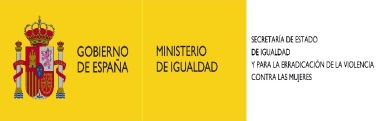 GOBIERNO
DE ESPAÑA
MINISTERIO
DE IGUALDAD
SECRETARÍA DE ESTADO
DE IGUALDAD
Y PARA LA ERRADICACIÓN DE LA VIOLENCIA
CONTRA LAS MUJERES